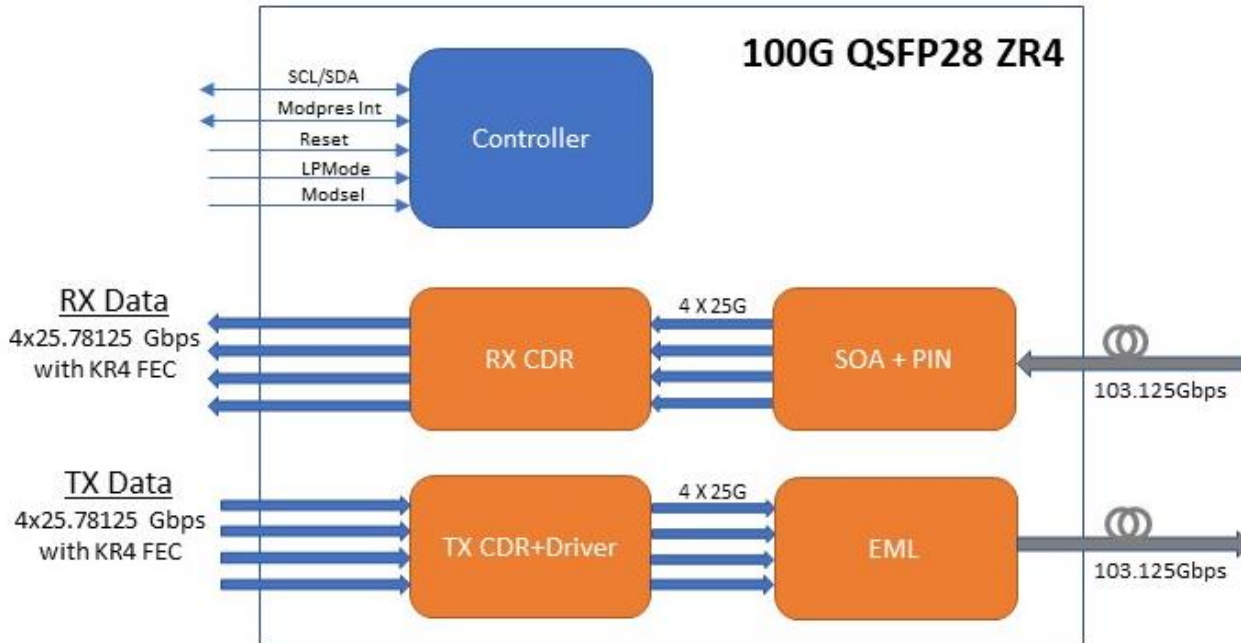 100G QSFP28 ZR4
SCL/SDA
Modpres Int
Reset
LPMode
Modsel
Controller
RX Data
4x25.78125 Gbps
with KR4 FEC
RX CDR
4 X 25G
SOA + PIN
103.125Gbps
TX Data
4x25.78125 Gbps
with KR4 FEC
TX CDR+Driver
4 X 25G
EML
103.125Gbps